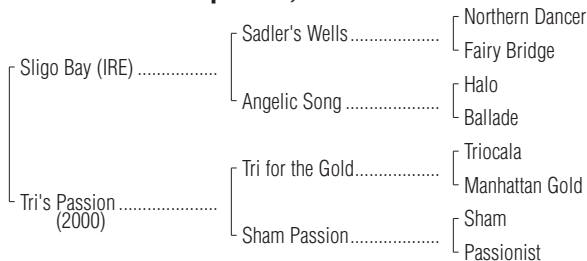 Northern Dancer
Sadler's Wells...................
Fairy Bridge
Sligo Bay (IRE) .................
Halo
Angelic Song ....................
Ballade
Triocala
Tri for the Gold..................
Manhattan Gold
Tri's Passion .....................
(2000)
Sham
Sham Passion...................
Passionist